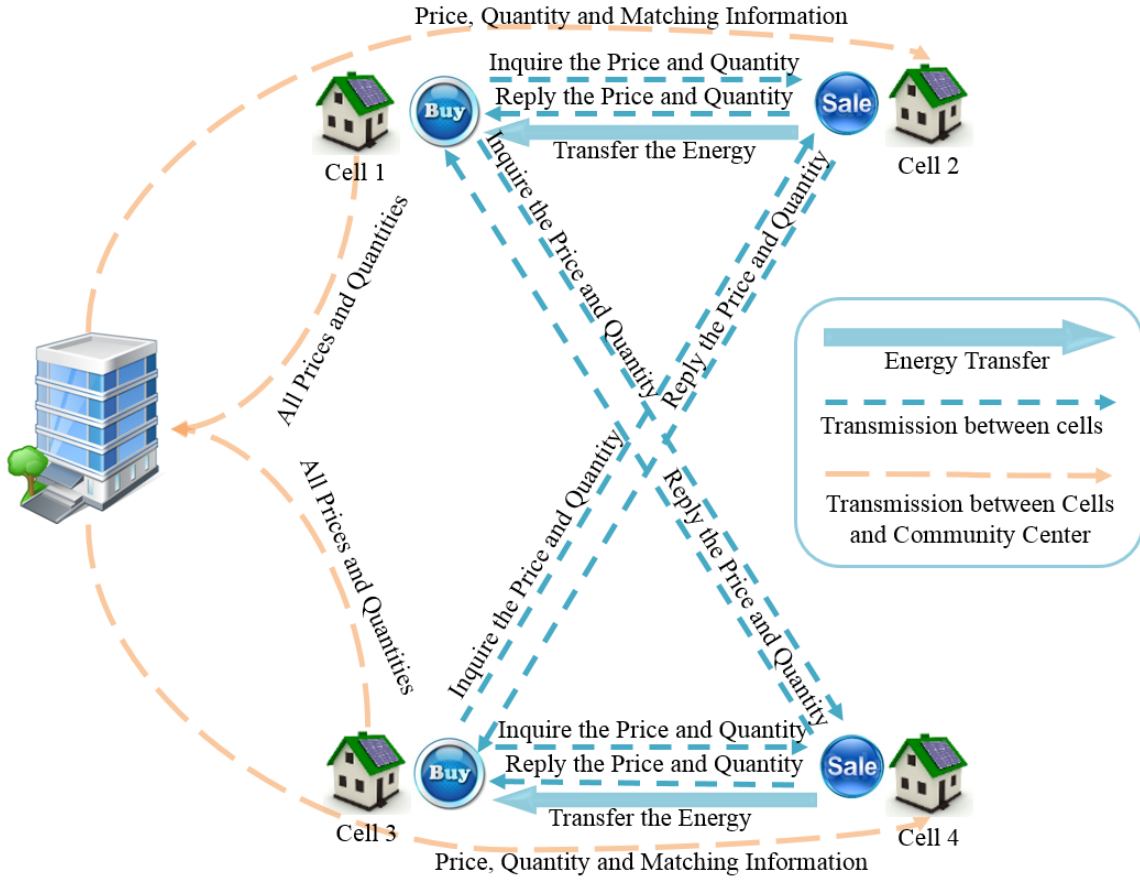 Price, Quantity and Matching Information
Inquire the Price and Quantity
Buy
Reply the Price and Quantity
Sale
Transfer the Energy
Cell 1
Cell 2
Inquire the Price and Quantity
Reply the Price and Quantity
All Prices and Quantities
Energy Transfer
Transmission between cells
Transmission between Cells
and Community Center
All Prices and Quantities
Inquire the Price and Quantity
Reply the Price and Quantity
Inquire the Price and Quantity
Buy
Reply the Price and Quantity
Sale
Transfer the Energy
Cell 3
Cell 4
Price, Quantity and Matching Information